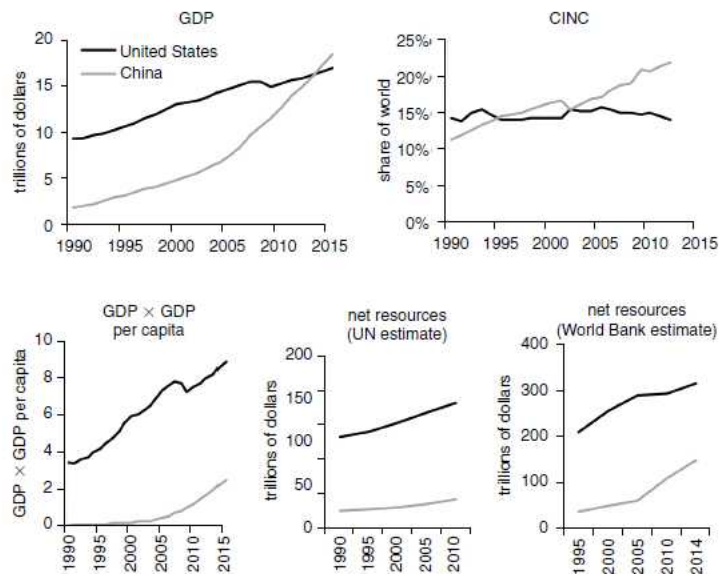 GDP
trillions of dollars
20
15
10
5
0
United States
China
1990 1995 2000 2005 2010 2015
CINC
share of world
25%
20%
15%
10%
5%
0%
1990 1995 2000 2005 2010 2015
GDP × GDP
per capita
GDP × GDP per capita
10
8
6
4
2
0
1990 1995 2000 2005 2010 2015
net resources
(UN estimate)
trillions of dollars
200
150
100
50
0
1990 1995 2000 2005 2010
net resources
(World Bank estimate)
trillions of dollars
400
300
200
100
0
1995 2000 2005 2010 2014